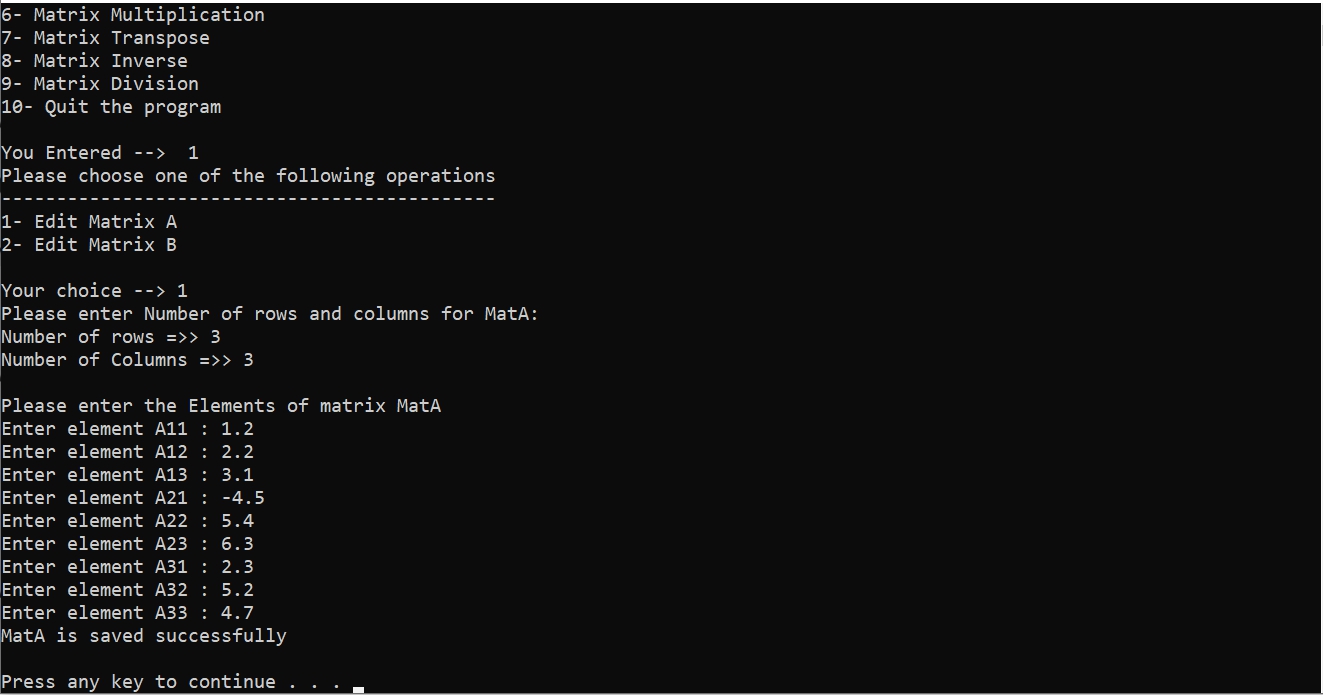 6- Matrix Multiplication
7- Matrix Transpose
8- Matrix Inverse
9- Matrix Division
10- Quit the program
You Entered -->  1
Please choose one of the following operations
---------------------------------------------
1- Edit Matrix A
2- Edit Matrix B
Your choice --> 1
Please enter Number of rows and columns for MatA:
Number of rows =>> 3
Number of Columns =>> 3
Please enter the Elements of matrix MatA
Enter element A11 : 1.2
Enter element A12 : 2.2
Enter element A13 : 3.1
Enter element A21 : -4.5
Enter element A22 : 5.4
Enter element A23 : 6.3
Enter element A31 : 2.3
Enter element A32 : 5.2
Enter element A33 : 4.7
MatA is saved successfully
Press any key to continue . . .